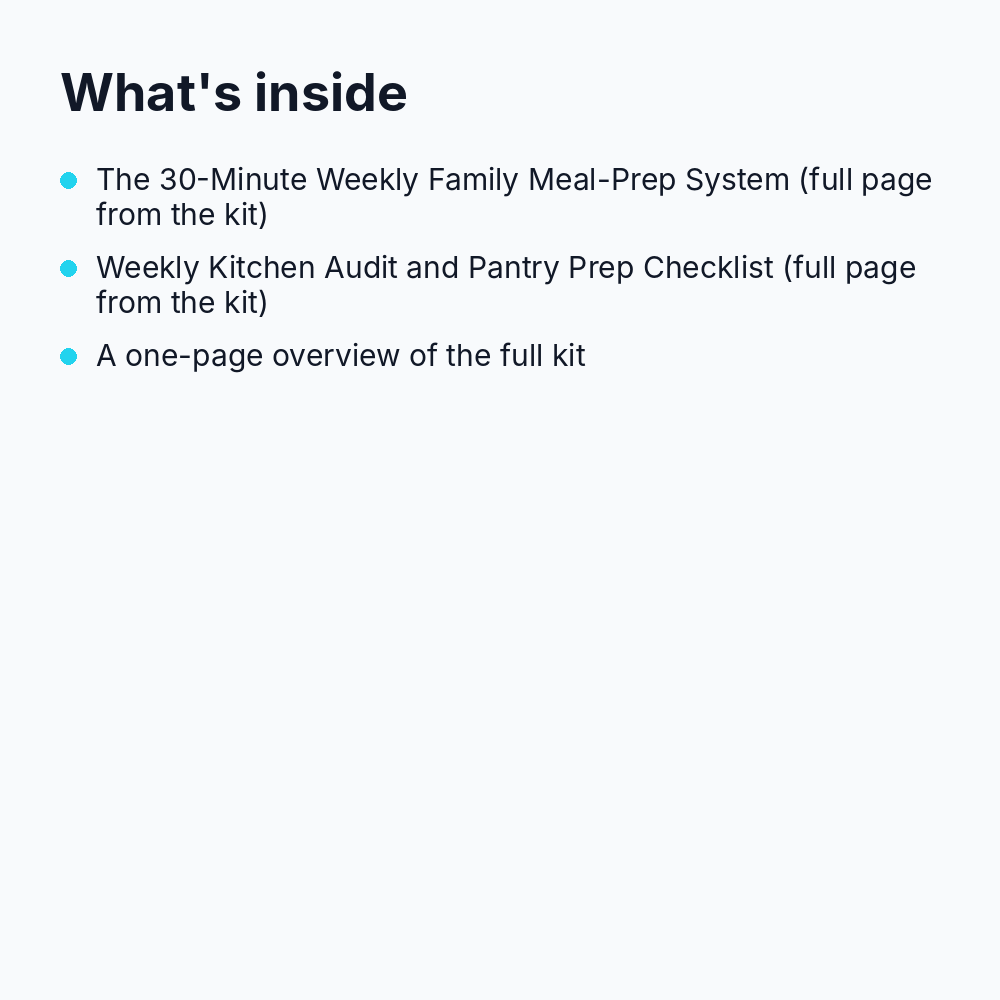 What's inside
The 30-Minute Weekly Family Meal-Prep System (full page
from the kit)
Weekly Kitchen Audit and Pantry Prep Checklist (full page
from the kit)
A one-page overview of the full kit